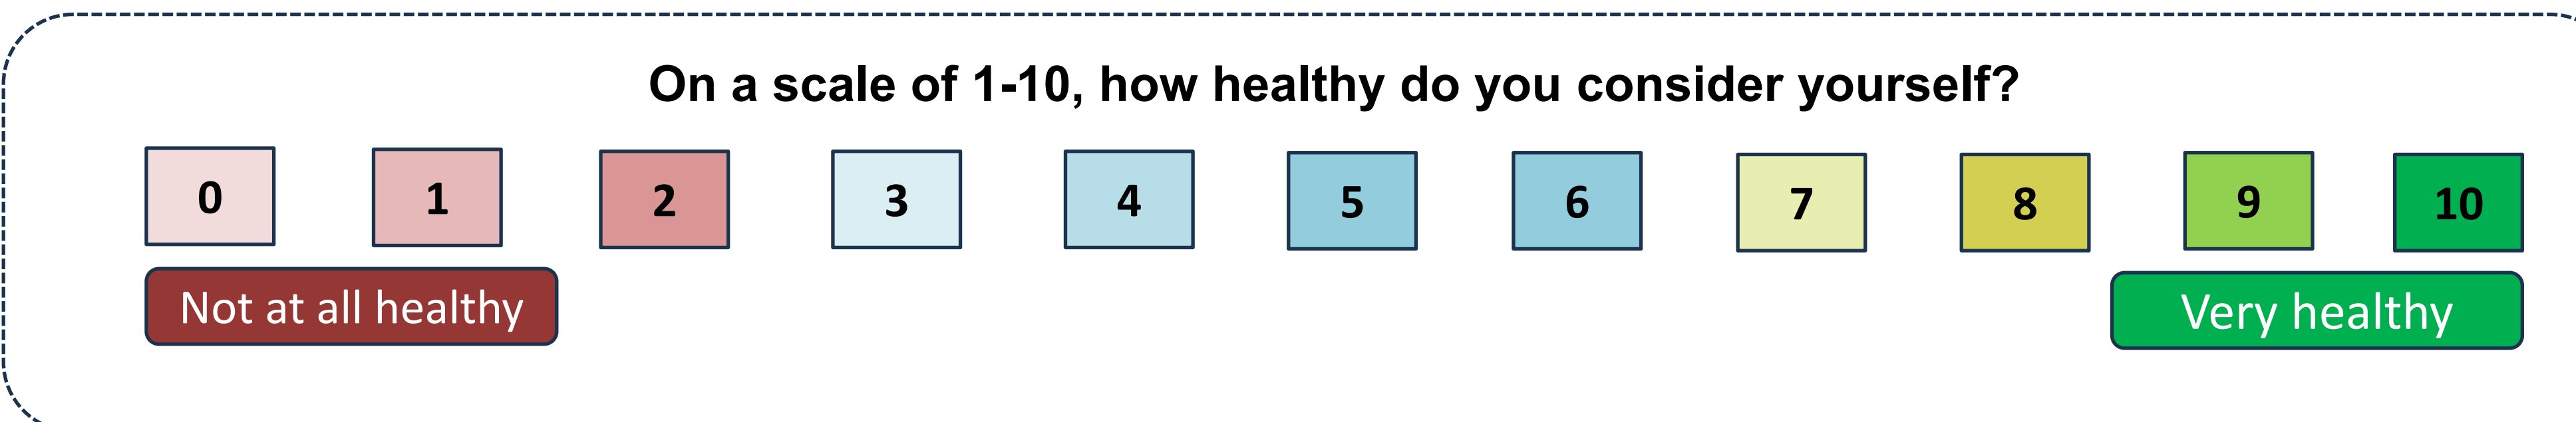 On a scale of 1-10, how healthy do you consider yourself?
0 1 2 3 4 5 6 7 8 9 10
Not at all healthy Very healthy